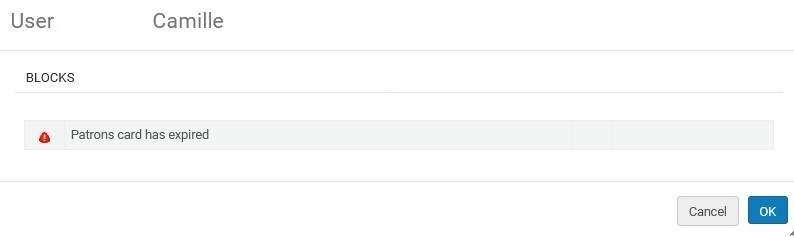 User Camille
BLOCKS
Patrons card has expired
Cancel OK